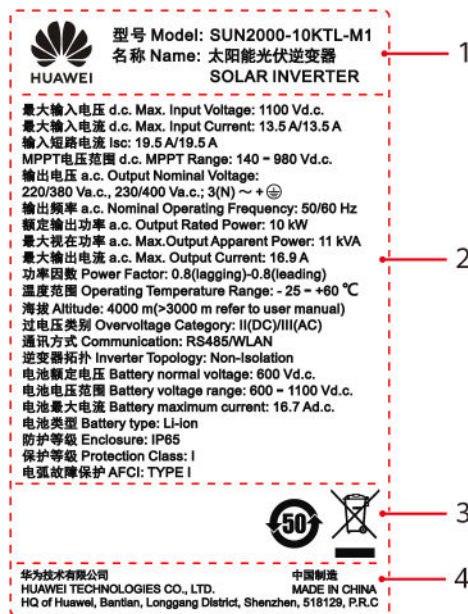 型号 Model: SUN2000-10KTL-M1
名称 Name: 太阳能光伏逆变器
SOLAR INVERTER
HUAWEI
1
最大输入电压 d.c. Max. Input Voltage: 1100 Vd.c.
最大输入电流 d.c. Max. Input Current: 13.5 A/13.5 A
输入短路电流 Isc: 19.5 A/19.5 A
MPPT电压范围 d.c. MPPT Range: 140 - 980 Vd.c.
输出电压 a.c. Output Nominal Voltage:
220/380 Va.c., 230/400 Va.c.; 3(N) ~ + ⏚
输出频率 a.c. Nominal Operating Frequency: 50/60 Hz
额定输出功率 a.c. Output Rated Power: 10 kW
最大视在功率 a.c. Max.Output Apparent Power: 11 kVA
最大输出电流 a.c. Max. Output Current: 16.9 A
功率因数 Power Factor: 0.8(lagging)-0.8(leading)
温度范围 Operating Temperature Range: - 25 - +60 ℃
海拔 Altitude: 4000 m(>3000 m refer to user manual)
过电压类别 Overvoltage Category: II(DC)/III(AC)
通讯方式 Communication: RS485/WLAN
逆变器拓扑 Inverter Topology: Non-Isolation
电池额定电压 Battery normal voltage: 600 Vd.c.
电池电压范围 Battery voltage range: 600 - 1100 Vd.c.
电池最大电流 Battery maximum current: 16.7 Ad.c.
电池类型 Battery type: Li-ion
防护等级 Enclosure: IP65
保护等级 Protection Class: I
电弧故障保护 AFCI: TYPE I
2
50
3
华为技术有限公司 中国制造
HUAWEI TECHNOLOGIES CO., LTD. MADE IN CHINA
HQ of Huawei, Bantian, Longgang District, Shenzhen, 518129, P.R.C
4